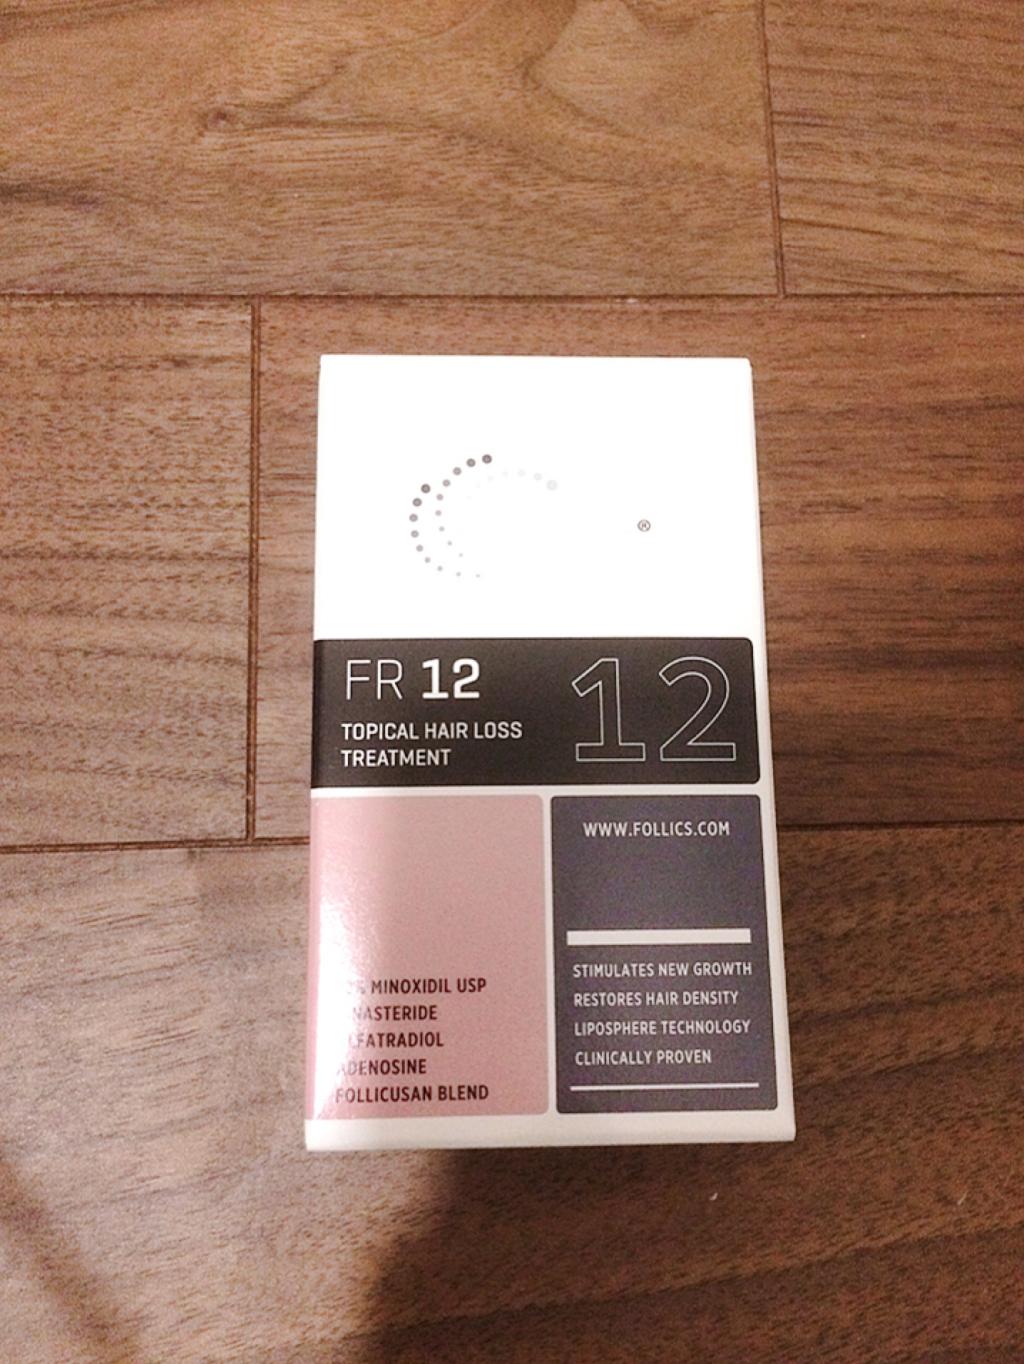 ®
FR 12
12
TOPICAL HAIR LOSS
TREATMENT
WWW.FOLLICS.COM
MINOXIDIL USP
ADENOSINE
FOLLICUSAN BLEND
STIMULATES NEW GROWTH
RESTORES HAIR DENSITY
LIPOSPHERE TECHNOLOGY
CLINICALLY PROVEN